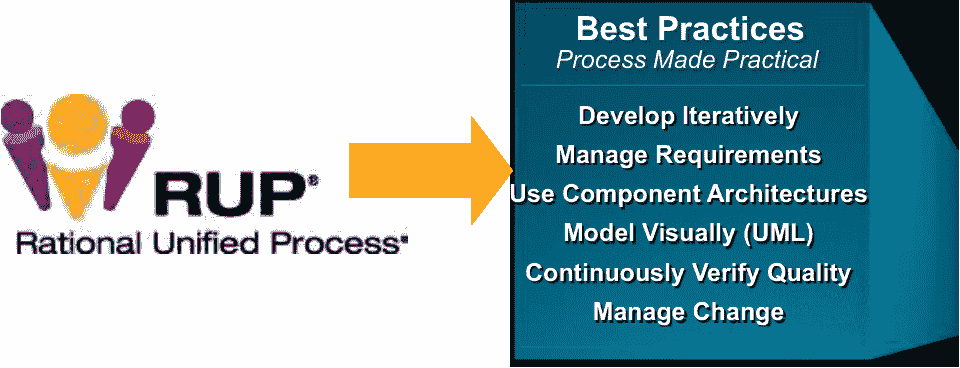 RUP®
Rational Unified Process®
Best Practices
Process Made Practical
Develop Iteratively
Manage Requirements
Use Component Architectures
Model Visually (UML)
Continuously Verify Quality
Manage Change